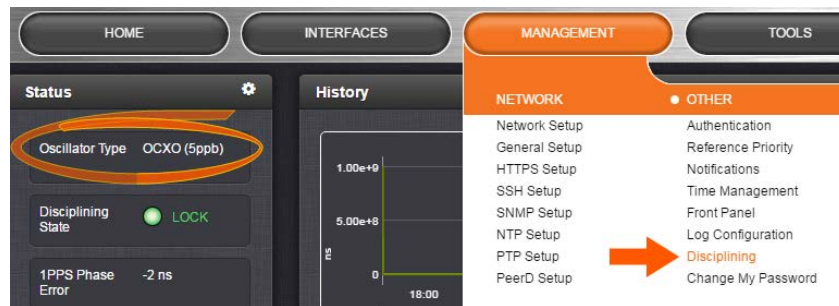 HOME
INTERFACES
MANAGEMENT
TOOLS
Status
Oscillator Type OCXO (5ppb)
Disciplining
State
LOCK
1PPS Phase
Error
-2 ns
History
1.00e+9
5.00e+8
0
ns
18:00
NETWORK
Network Setup
General Setup
HTTPS Setup
SSH Setup
SNMP Setup
NTP Setup
PTP Setup
PeerD Setup
OTHER
Authentication
Reference Priority
Notifications
Time Management
Front Panel
Log Configuration
Disciplining
Change My Password